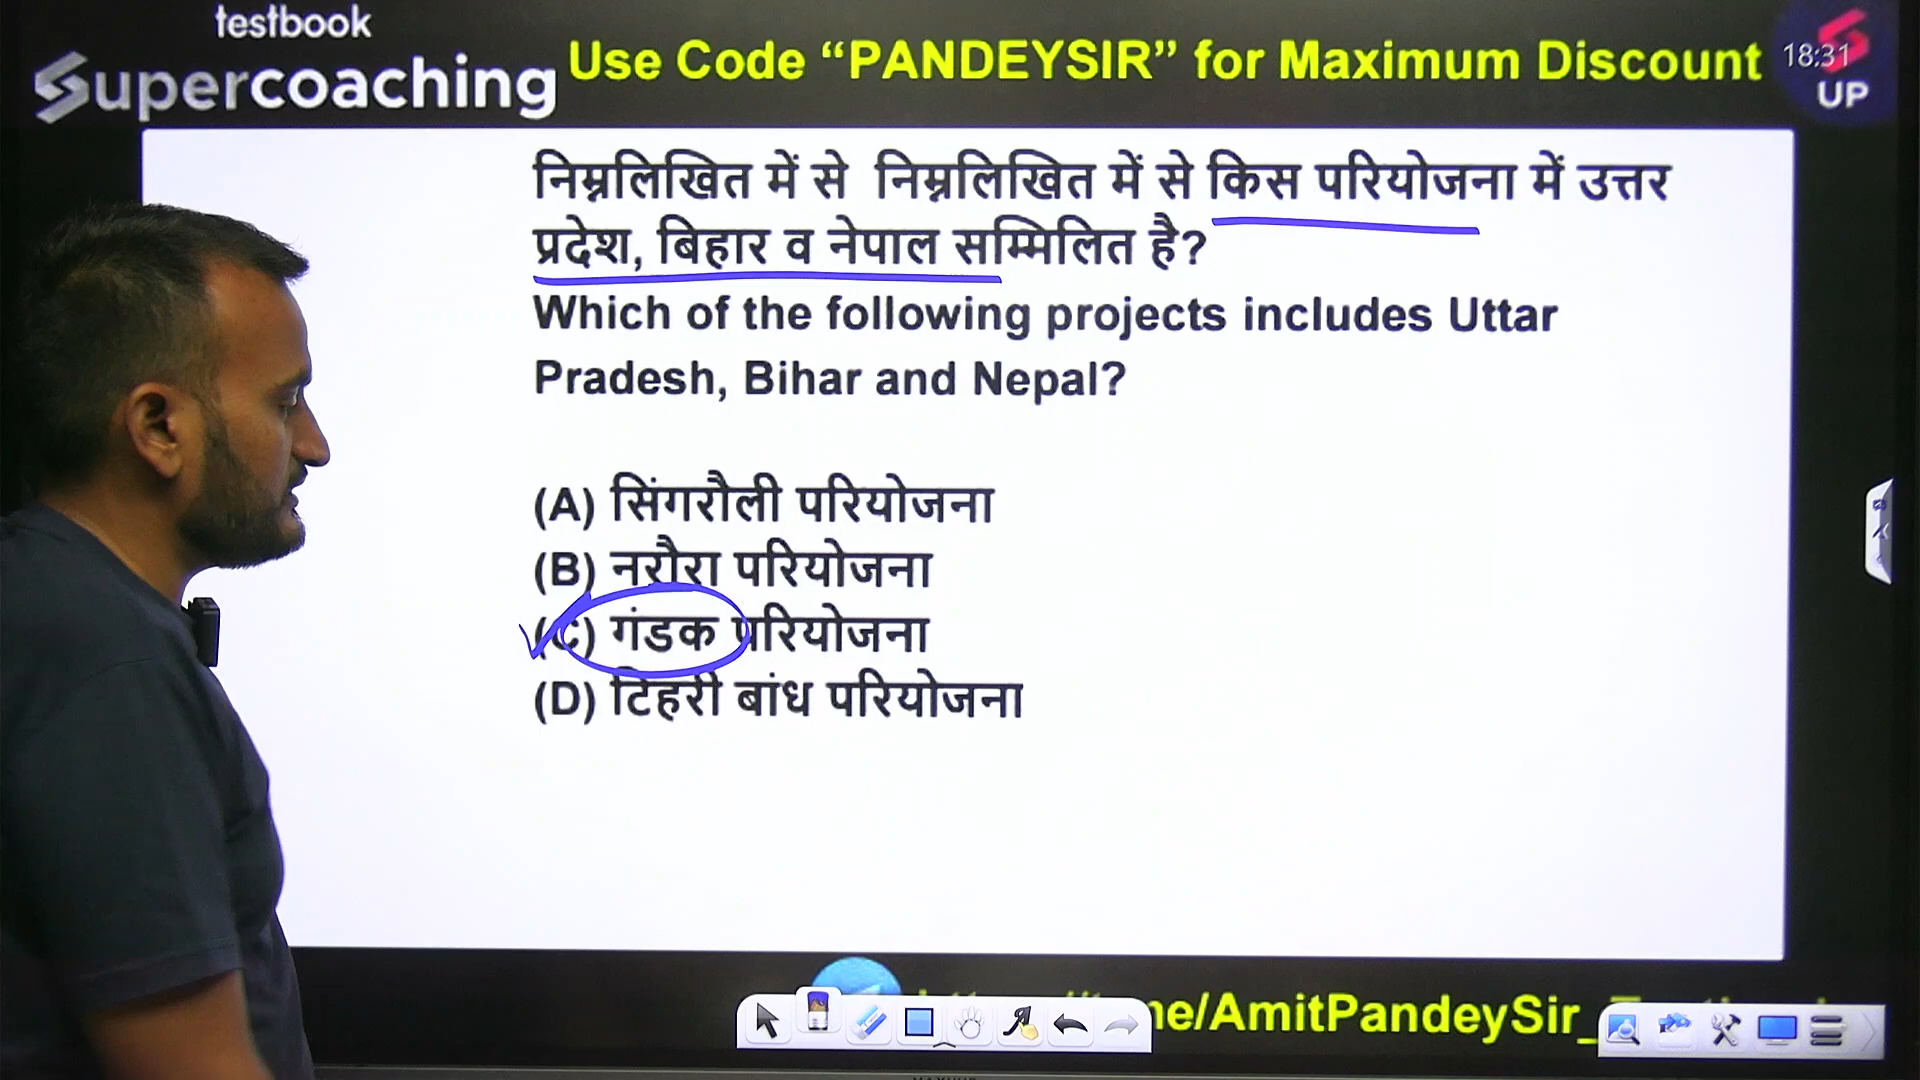 testbook
Supercoaching
Use Code “PANDEYSIR” for Maximum Discount
18:31
UP
निम्नलिखित में से निम्नलिखित में से किस परियोजना में उत्तर
प्रदेश, बिहार व नेपाल सम्मिलित है?
Which of the following projects includes Uttar
Pradesh, Bihar and Nepal?
(A) सिंगरौली परियोजना
(B) नरौरा परियोजना
(C) गंडक परियोजना
(D) टिहरी बांध परियोजना
me/AmitPandeySir_